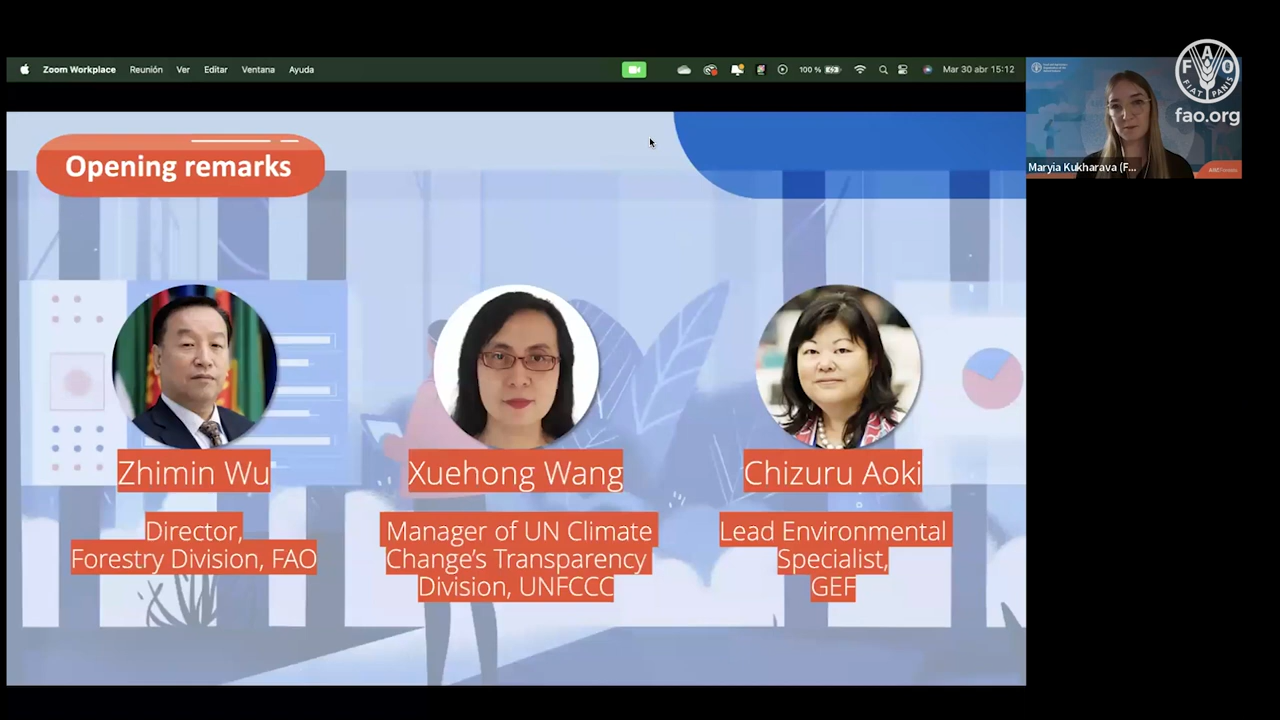 Zoom Workplace Reunión Ver Editar Ventana Ayuda
100 % Mar 30 abr 15:12
FAO
FIAT PANIS
fao.org
Maryia Kukharava (F...
Opening remarks
Zhimin Wu
Director,
Forestry Division, FAO
Xuehong Wang
Manager of UN Climate
Change's Transparency
Division, UNFCCC
Chizuru Aoki
Lead Environmental
Specialist,
GEF